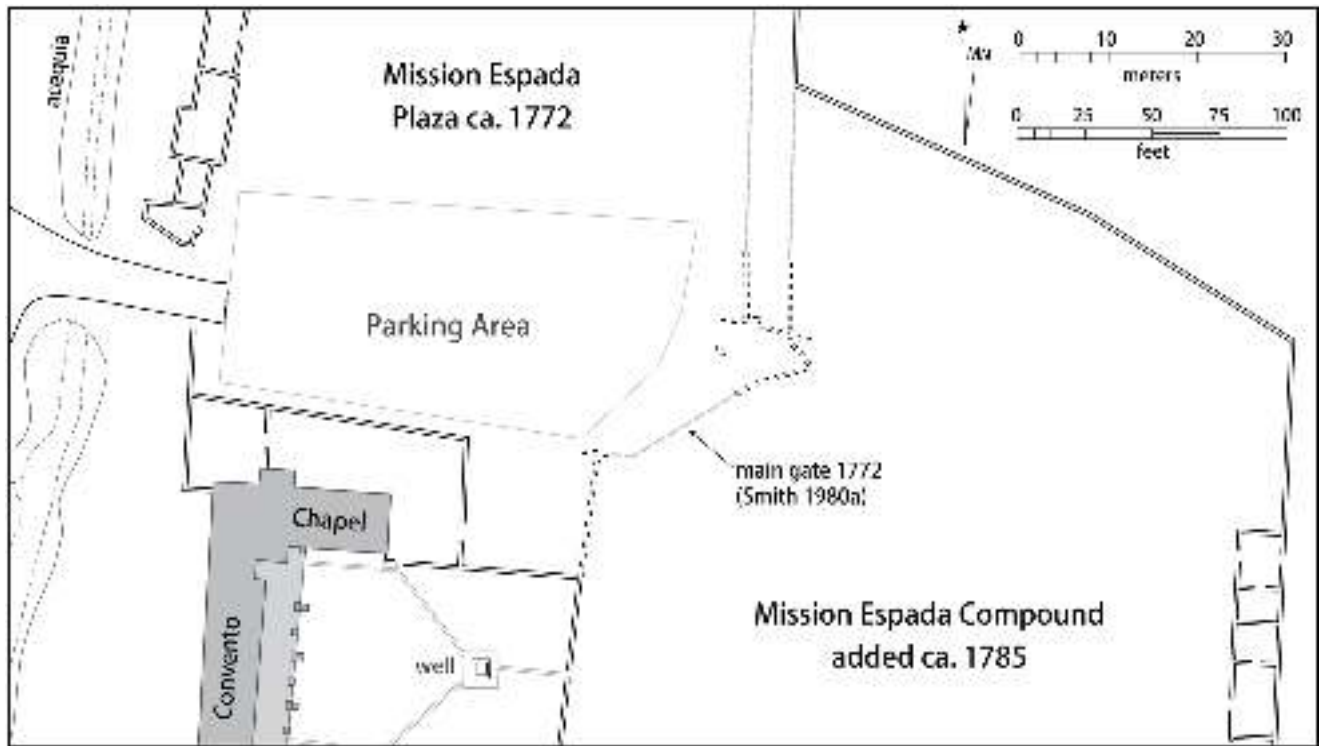 acequia
Mission Espada
Plaza ca. 1772
MN
0 10 20 30
meters
0 25 50 75 100
feet
Parking Area
main gate 1772
(Smith 1980a)
Chapel
Convento
well
Mission Espada Compound
added ca. 1785